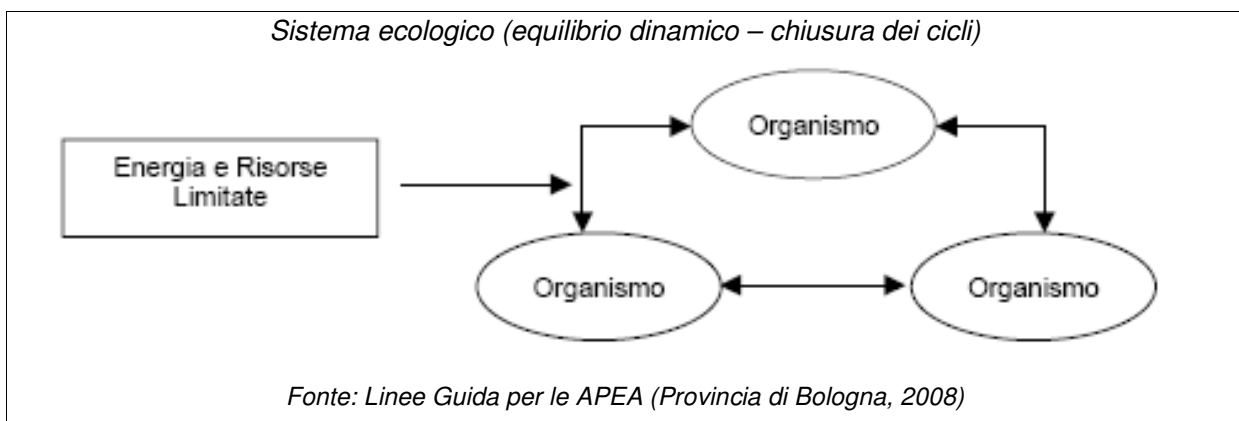 Sistema ecologico (equilibrio dinamico – chiusura dei cicli)
Organismo
Energia e Risorse
Limitate
Organismo
Organismo
Fonte: Linee Guida per le APEA (Provincia di Bologna, 2008)